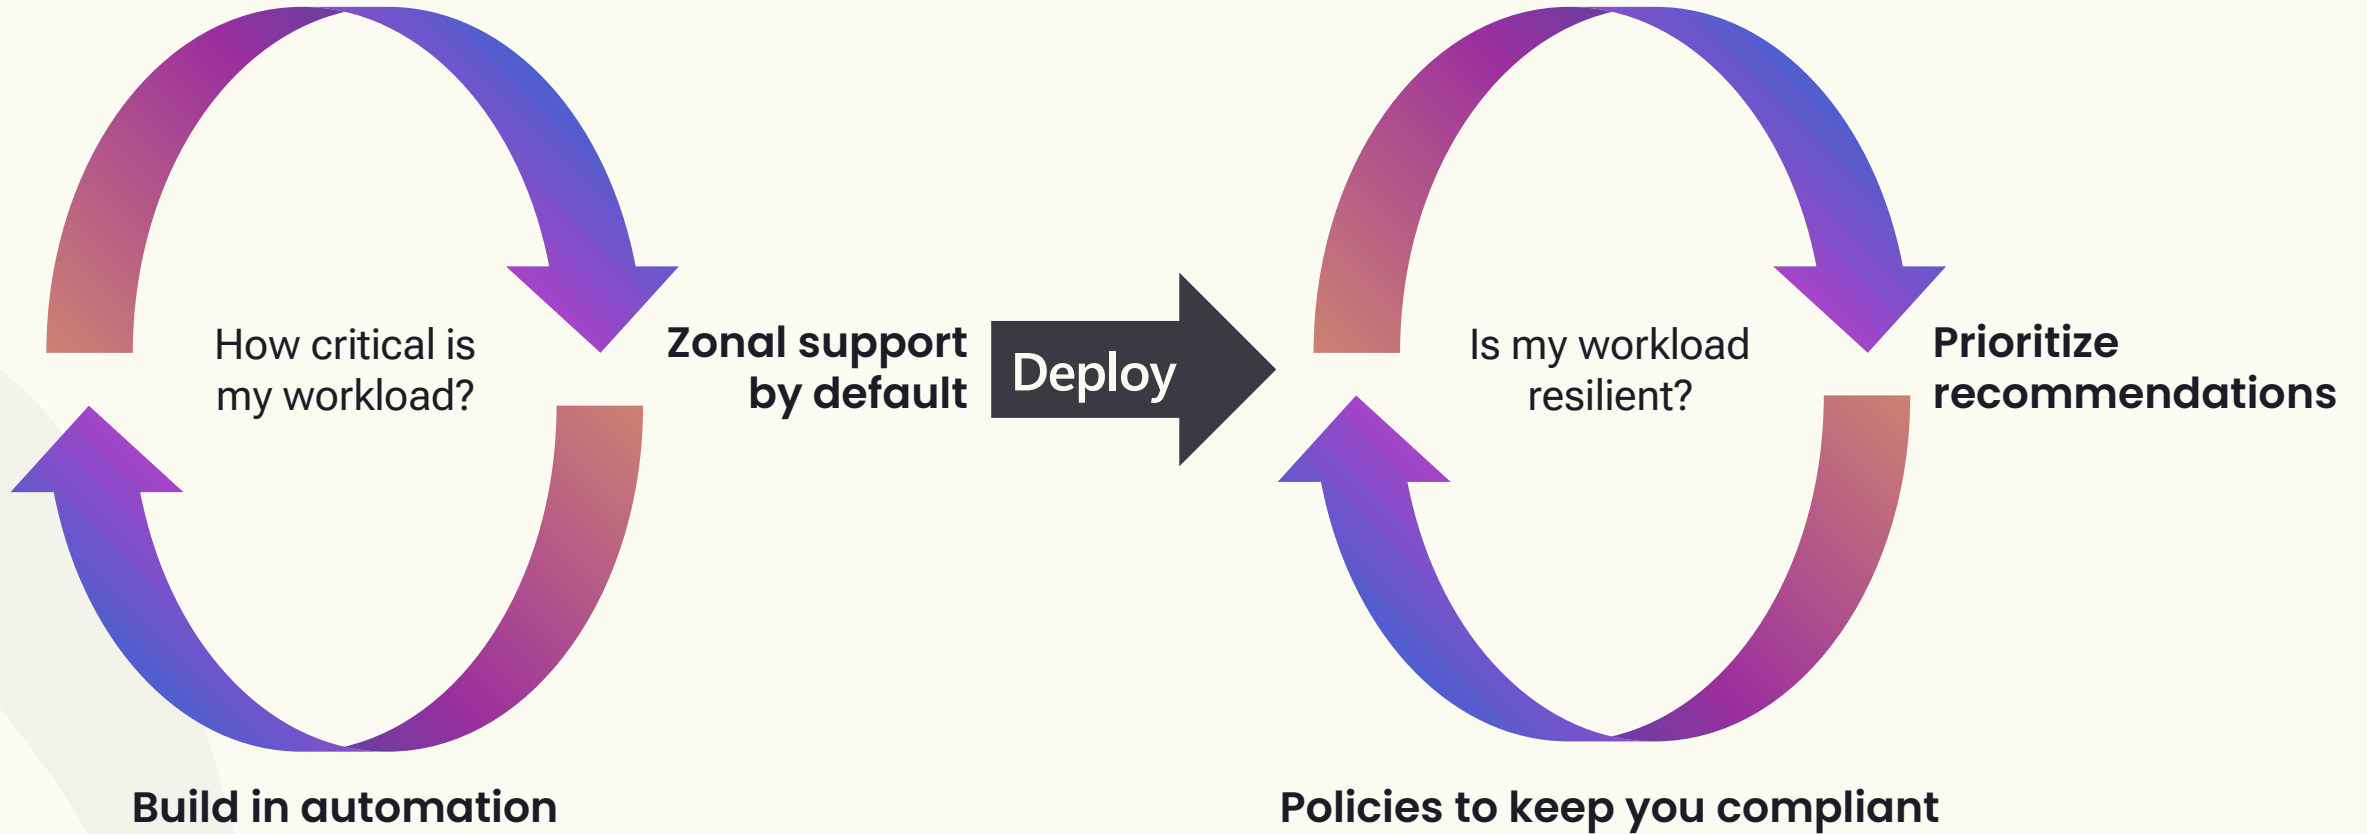 How critical is
my workload?
Zonal support
by default
Deploy
Is my workload
resilient?
Prioritize
recommendations
Build in automation
Policies to keep you compliant